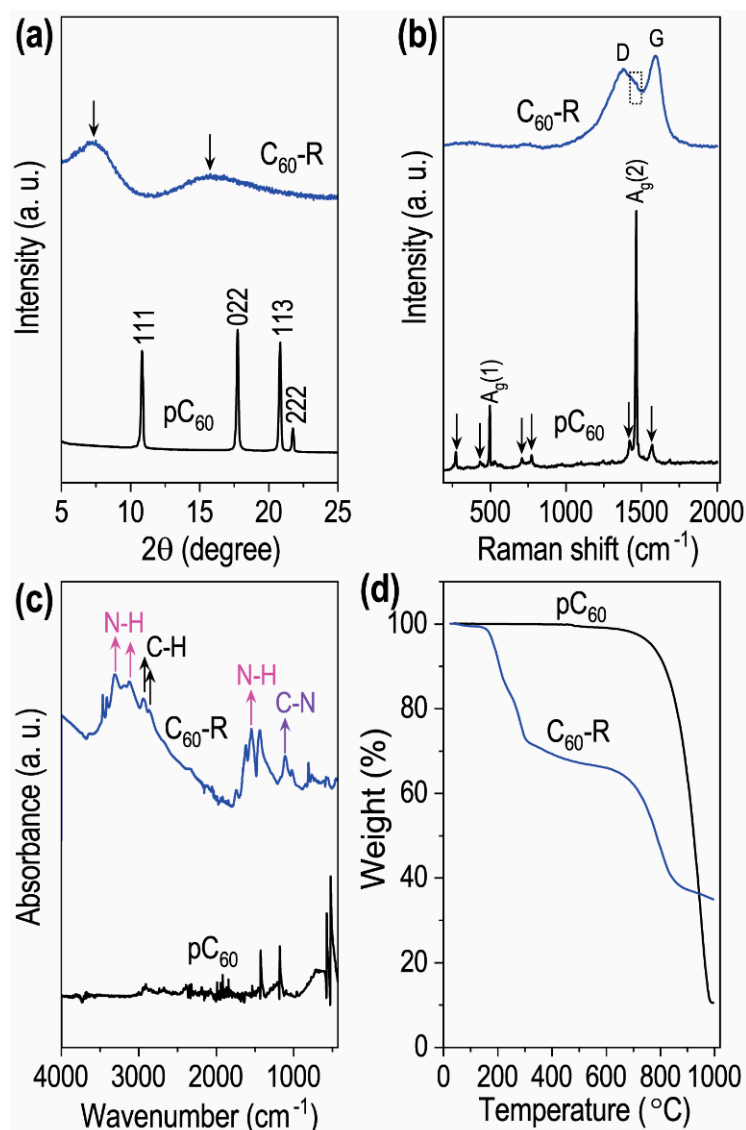 (a)
C60-R
111
022
113
222
pC60
Intensity (a. u.)
5 10 15 20 25
2θ (degree)
(b)
D G
C60-R
Ag(2)
Ag(1)
pC60
Intensity (a. u.)
500 1000 1500 2000
Raman shift (cm-1)
(c)
N-H
C-H
C60-R
N-H
C-N
pC60
Absorbance (a. u.)
4000 3000 2000 1000
Wavenumber (cm-1)
(d)
pC60
C60-R
Weight (%)
100
80
60
40
20
10
0
0 200 400 600 800 1000
Temperature (°C)